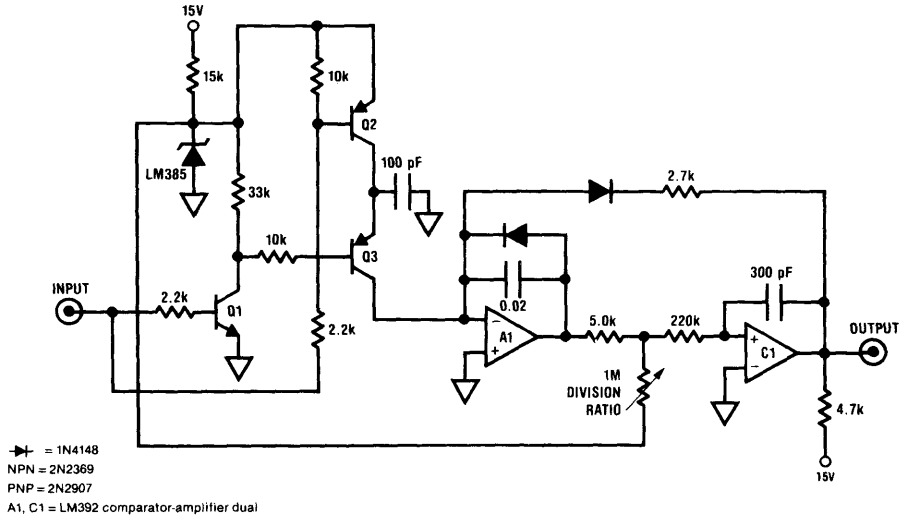 15V
15k
10k
Q2
LM385
100 pF
33k
2.7k
10k
Q3
INPUT
2.2k
Q1
0.02
300 pF
2.2k
−
A1
+
5.0k
220k
+
C1
−
OUTPUT
1M
DIVISION
RATIO
4.7k
15V
= 1N4148
NPN = 2N2369
PNP = 2N2907
A1, C1 = LM392 comparator-amplifier dual